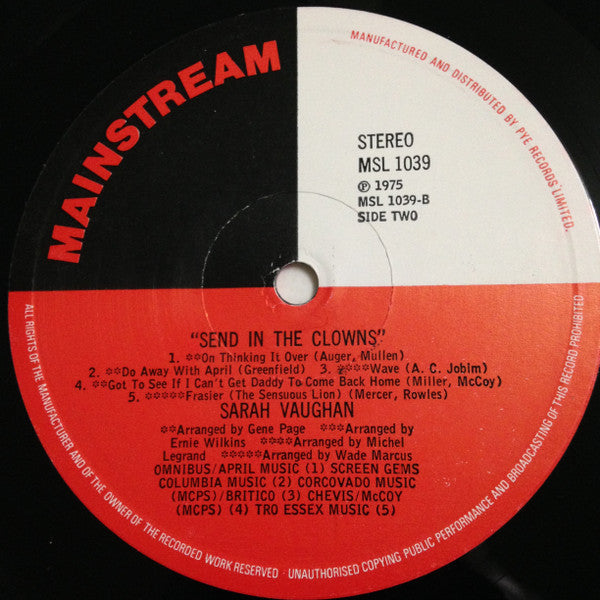 MAINSTREAM
MANUFACTURED AND DISTRIBUTED BY PYE RECORDS LIMITED.
STEREO
MSL 1039
℗ 1975
MSL 1039-B
SIDE TWO
"SEND IN THE CLOWNS"
1. **On Thinking It Over (Auger, Mullen)
2. **Do Away With April (Greenfield) 3. ****Wave (A. C. Jobim)
4. **Got To See If I Can't Get Daddy To Come Back Home (Miller, McCoy)
5. *****Frasier (The Sensuous Lion) (Mercer, Rowles)
SARAH VAUGHAN
**Arranged by Gene Page ***Arranged by
Ernie Wilkins ****Arranged by Michel
Legrand *****Arranged by Wade Marcus
OMNIBUS/APRIL MUSIC (1) SCREEN GEMS
COLUMBIA MUSIC (2) CORCOVADO MUSIC
(MCPS)/BRITICO (3) CHEVIS/McCOY
(MCPS) (4) TRO ESSEX MUSIC (5)
ALL RIGHTS OF THE MANUFACTURER AND OF THE OWNER OF THE RECORDED WORK RESERVED · UNAUTHORISED COPYING PUBLIC PERFORMANCE AND BROADCASTING OF THIS RECORD PROHIBITED